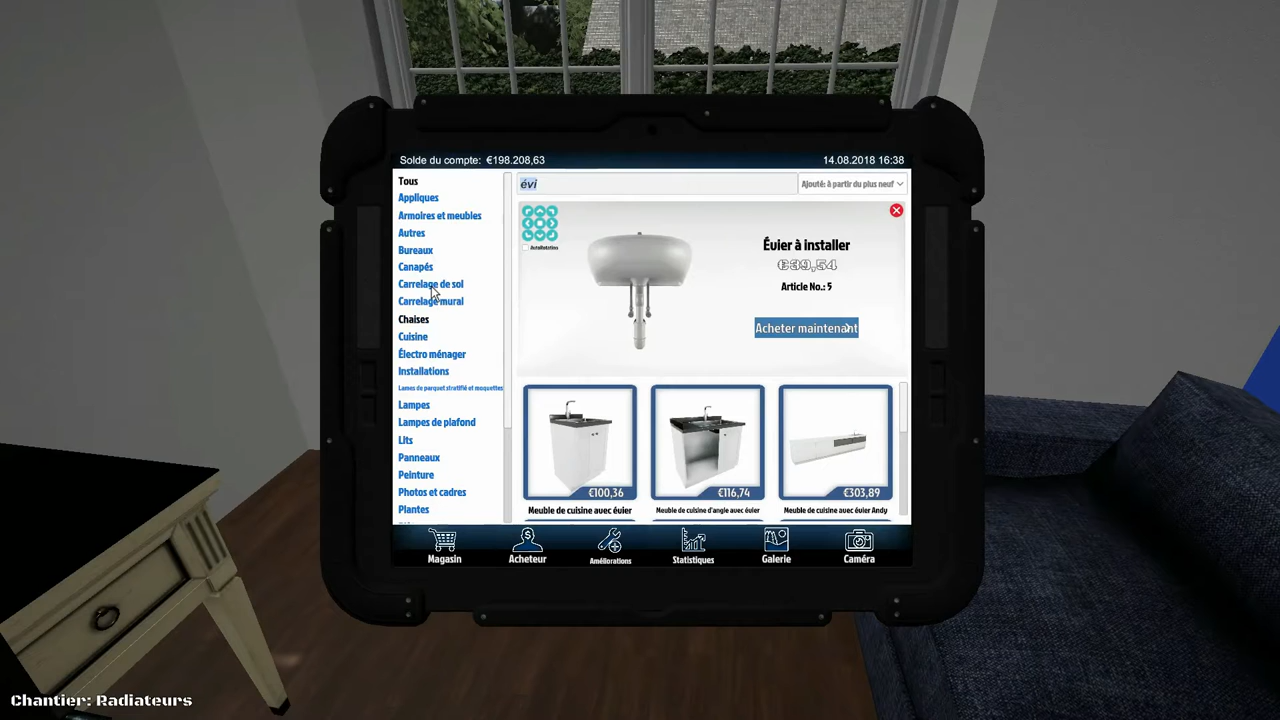 Solde du compte: €198.208,63
14.08.2018 16:38
Tous
Appliques
Armoires et meubles
Autres
Bureaux
Canapés
Carrelage de sol
Carrelage mural
Chaises
Cuisine
Électro ménager
Installations
Lames de parquet stratifié et moquettes
Lampes
Lampes de plafond
Lits
Panneaux
Peinture
Photos et cadres
Plantes
évi
Ajouté: à partir du plus neuf
Évier à installer
€39,54
Article No.: 5
Acheter maintenant
€100,36
€116,74
€303,89
Meuble de cuisine avec évier
Meuble de cuisine d'angle avec évier
Meuble de cuisine avec évier Andy
Magasin
Acheteur
Améliorations
Statistiques
Galerie
Caméra
Chantier: Radiateurs